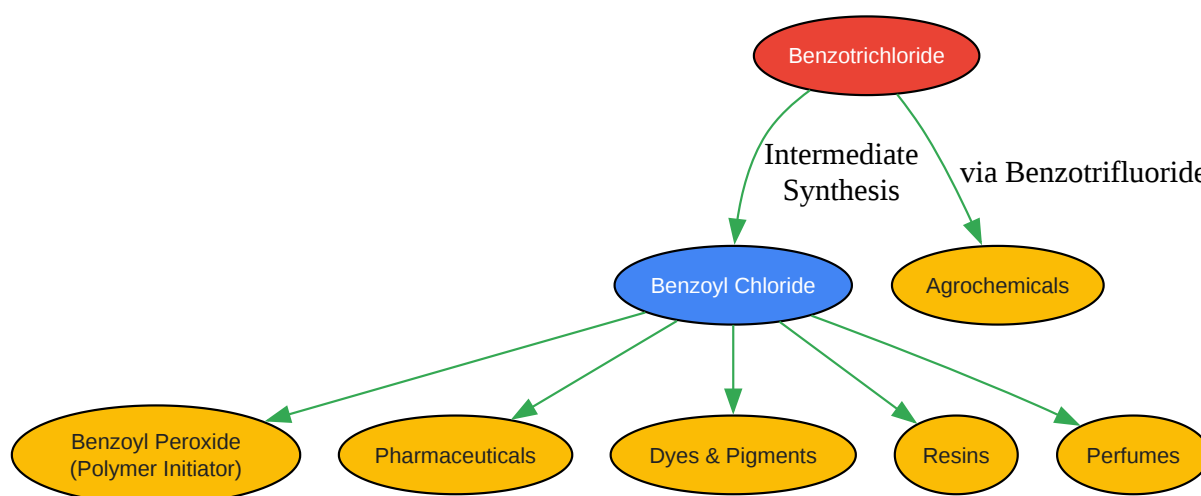 Benzotrichloride
Intermediate
Synthesis
via Benzotrifluoride
Benzoyl Chloride
Agrochemicals
Benzoyl Peroxide
(Polymer Initiator)
Pharmaceuticals
Dyes & Pigments
Resins
Perfumes